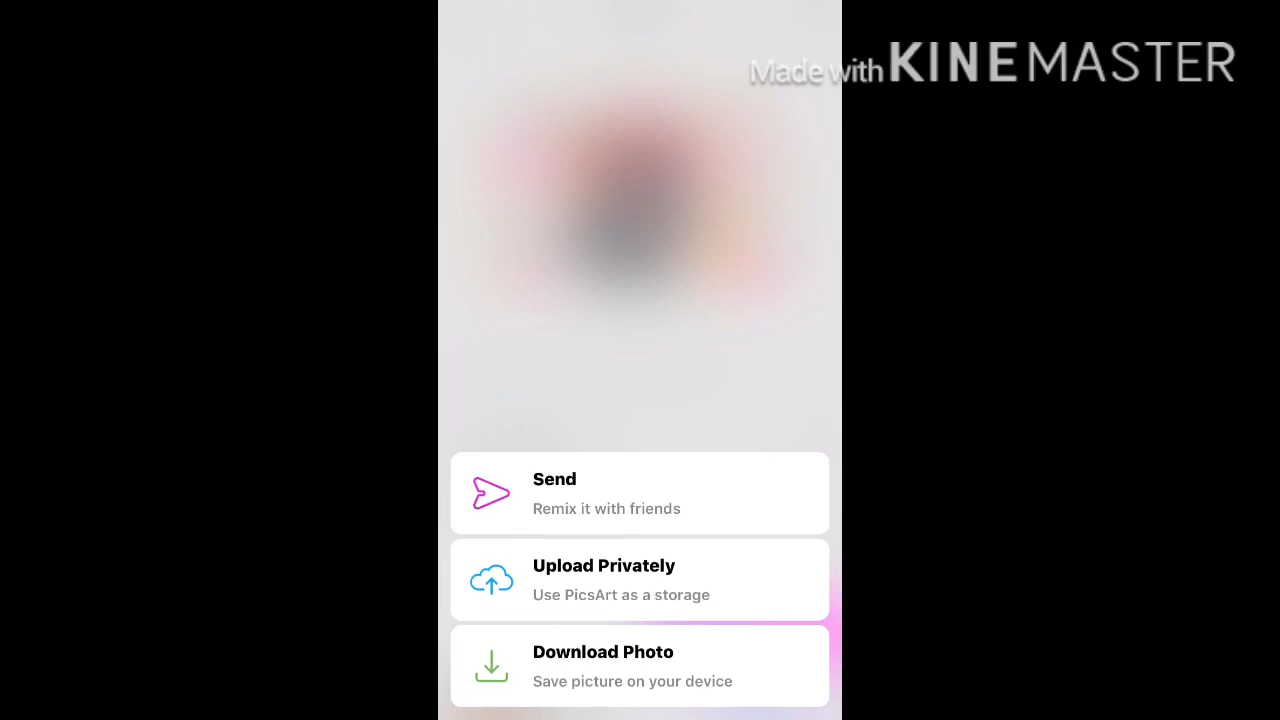 Made with KINEMASTER
Send
Remix it with friends
Upload Privately
Use PicsArt as a storage
Download Photo
Save picture on your device